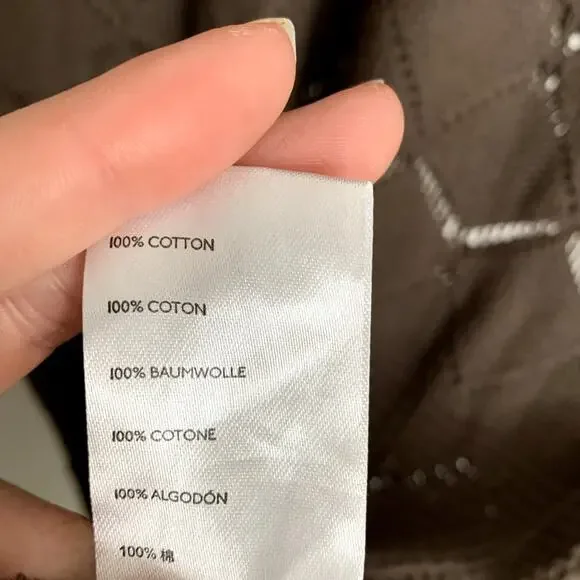 100% COTTON
100% COTON
100% BAUMWOLLE
100% COTONE
100% ALGODÓN
100% 棉